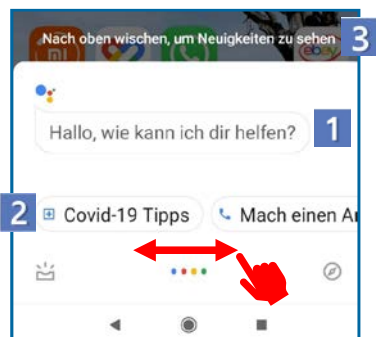 Nach oben wischen, um Neuigkeiten zu sehen 3
ebay
Hallo, wie kann ich dir helfen? 1
2 Covid-19 Tipps Mach einen A